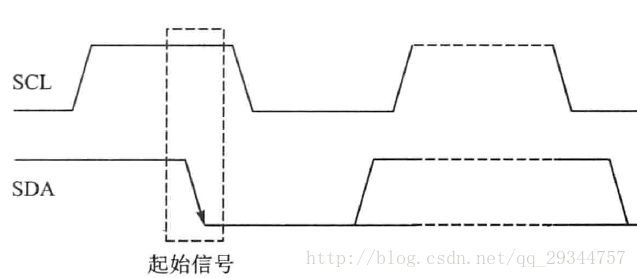 SCL
SDA
起始信号
http://blog.csdn.net/qq_29344757